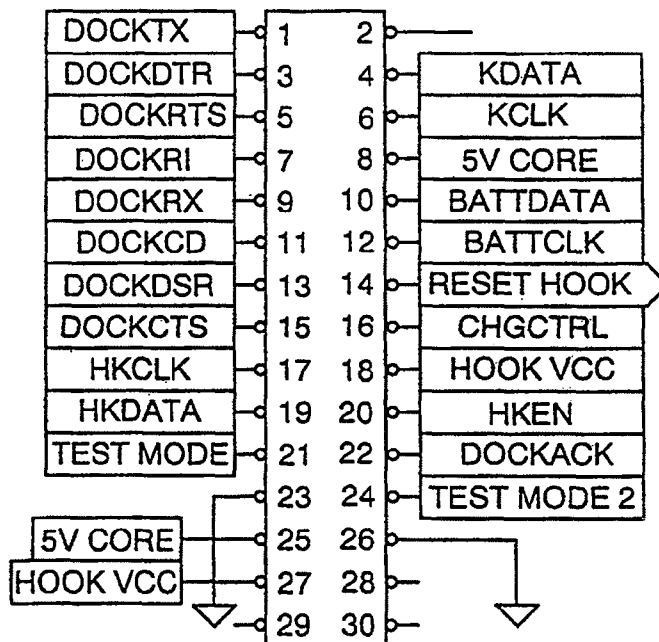 DOCKTX 1 2
DOCKDTR 3 4 KDATA
DOCKRTS 5 6 KCLK
DOCKRI 7 8 5V CORE
DOCKRX 9 10 BATTDATA
DOCKCD 11 12 BATTCLK
DOCKDSR 13 14 RESET HOOK
DOCKCTS 15 16 CHGCTRL
HKCLK 17 18 HOOK VCC
HKDATA 19 20 HKEN
TEST MODE 21 22 DOCKACK
23 24 TEST MODE 2
5V CORE 25 26
HOOK VCC 27 28
29 30